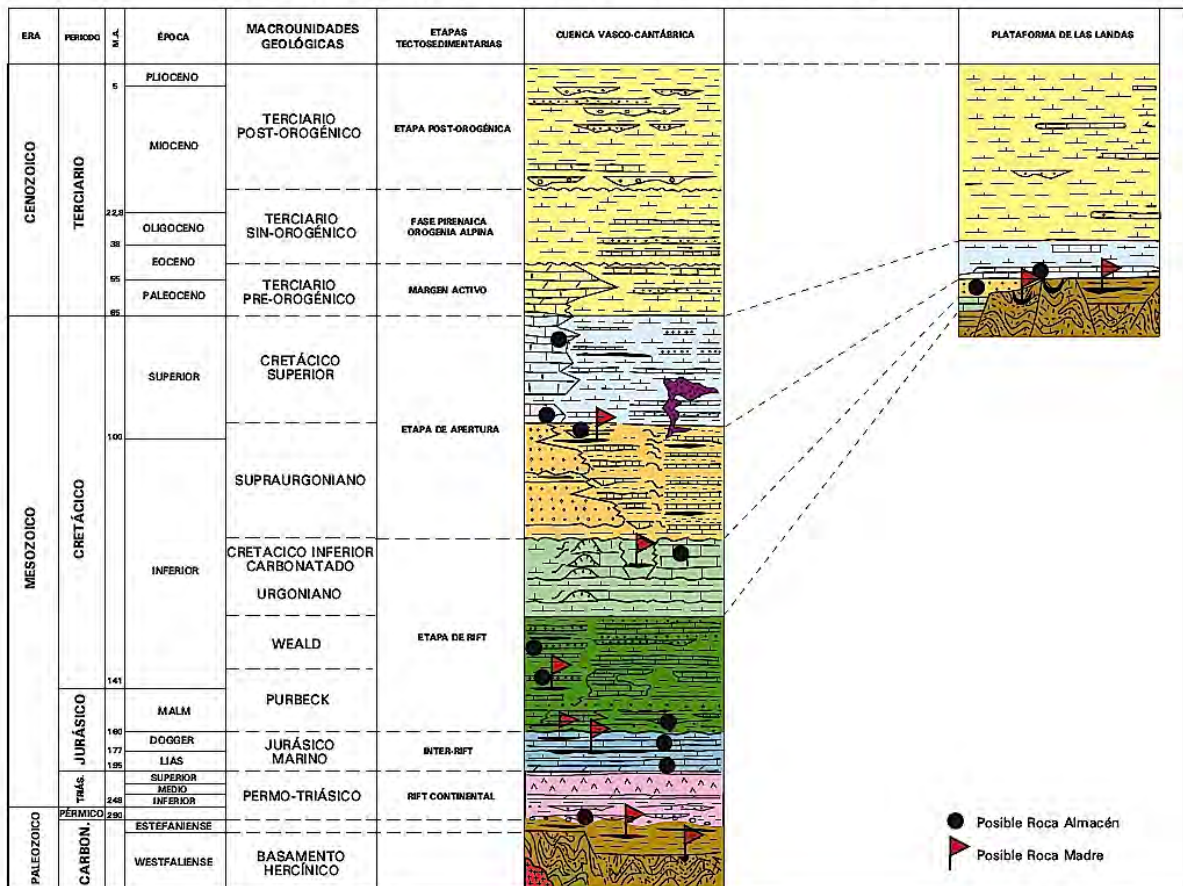 ERA
PERIODO
M.A.
ÉPOCA
MACROUNIDADES
GEOLÓGICAS
ETAPAS
TECTOSEDIMENTARIAS
CUENCA VASCO-CANTÁBRICA
PLATAFORMA DE LAS LANDAS
CENOZOICO
TERCIARIO
PLIOCENO
5
MIOCENO
22,8
OLIGOCENO
38
EOCENO
55
PALEOCENO
65
TERCIARIO
POST-OROGÉNICO
ETAPA POST-OROGÉNICA
TERCIARIO
SIN-OROGÉNICO
FASE PIRENAICA
OROGENIA ALPINA
TERCIARIO
PRE-OROGÉNICO
MARGEN ACTIVO
MESOZOICO
CRETÁCICO
SUPERIOR
100
INFERIOR
141
CRETÁCICO
SUPERIOR
ETAPA DE APERTURA
SUPRAURGONIANO
CRETACICO INFERIOR
CARBONATADO
URGONIANO
ETAPA DE RIFT
WEALD
PURBECK
JURÁSICO
MALM
160
DOGGER
177
LIAS
195
JURÁSICO
MARINO
INTER-RIFT
TRÍAS.
SUPERIOR
MEDIO
INFERIOR
248
PERMO-TRIÁSICO
RIFT CONTINENTAL
PALEOZOICO
PÉRMICO
290
CARBON.
ESTEFANIENSE
WESTFALIENSE
BASAMENTO
HERCÍNICO
Posible Roca Almacén
Posible Roca Madre